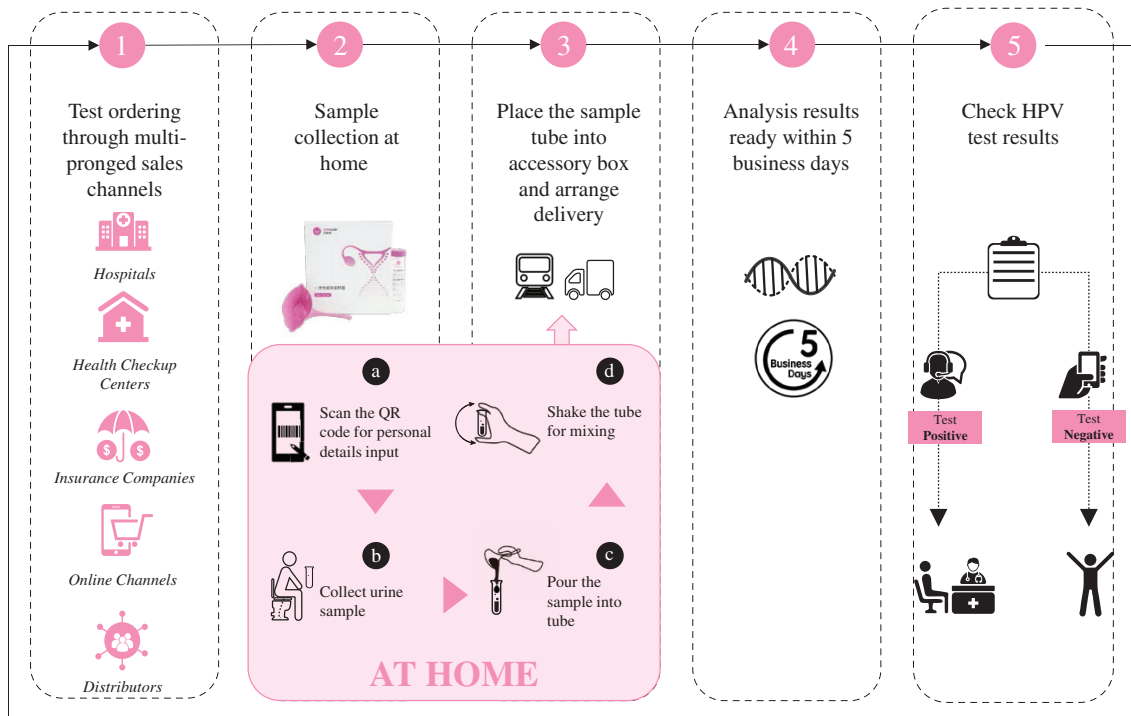 1
Test ordering
through multi-
pronged sales
channels
Hospitals
Health Checkup
Centers
$ $
Insurance Companies
Online Channels
Distributors
2
Sample
collection at
home
3
Place the sample
tube into
accessory box
and arrange
delivery
a
Scan the QR
code for personal
details input
b
Collect urine
sample
c
Pour the
sample into
tube
d
Shake the tube
for mixing
AT HOME
4
Analysis results
ready within 5
business days
5
Business
Days
5
Check HPV
test results
Test
Positive
Test
Negative